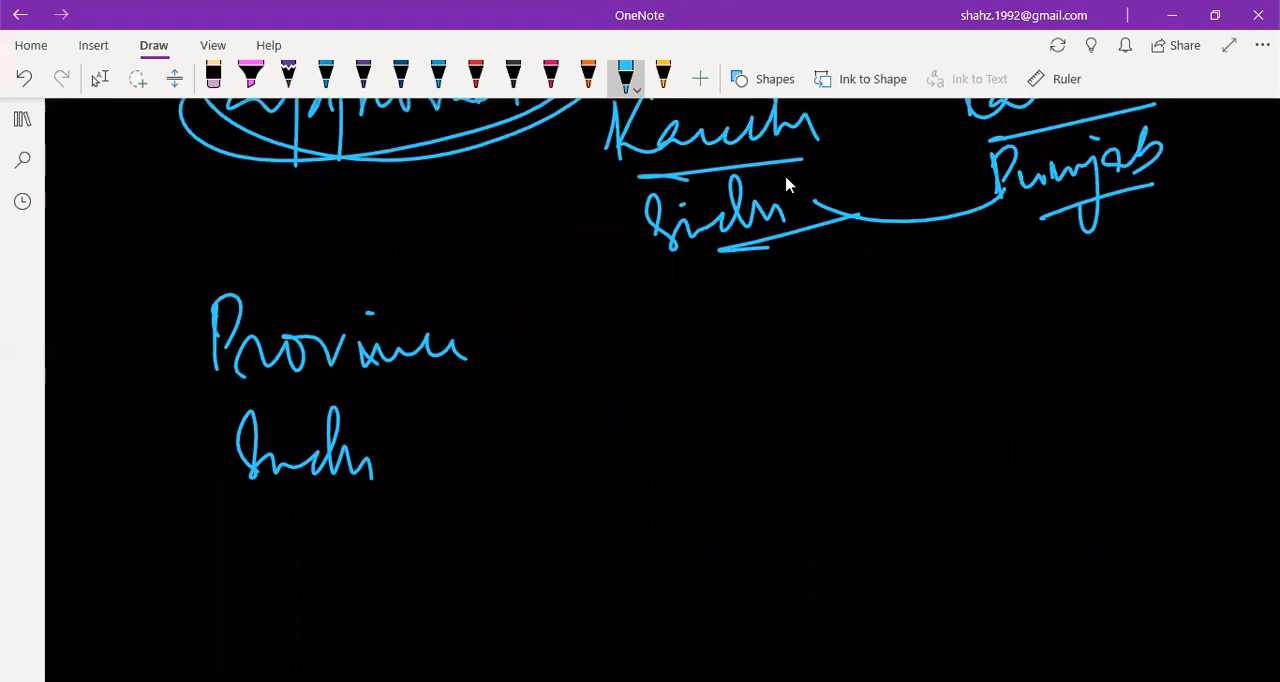 OneNote
shahz.1992@gmail.com
Home Insert Draw View Help
Share
Shapes Ink to Shape Ink to Text Ruler
Karachi
Sindh
Punjab
Province
Sindh